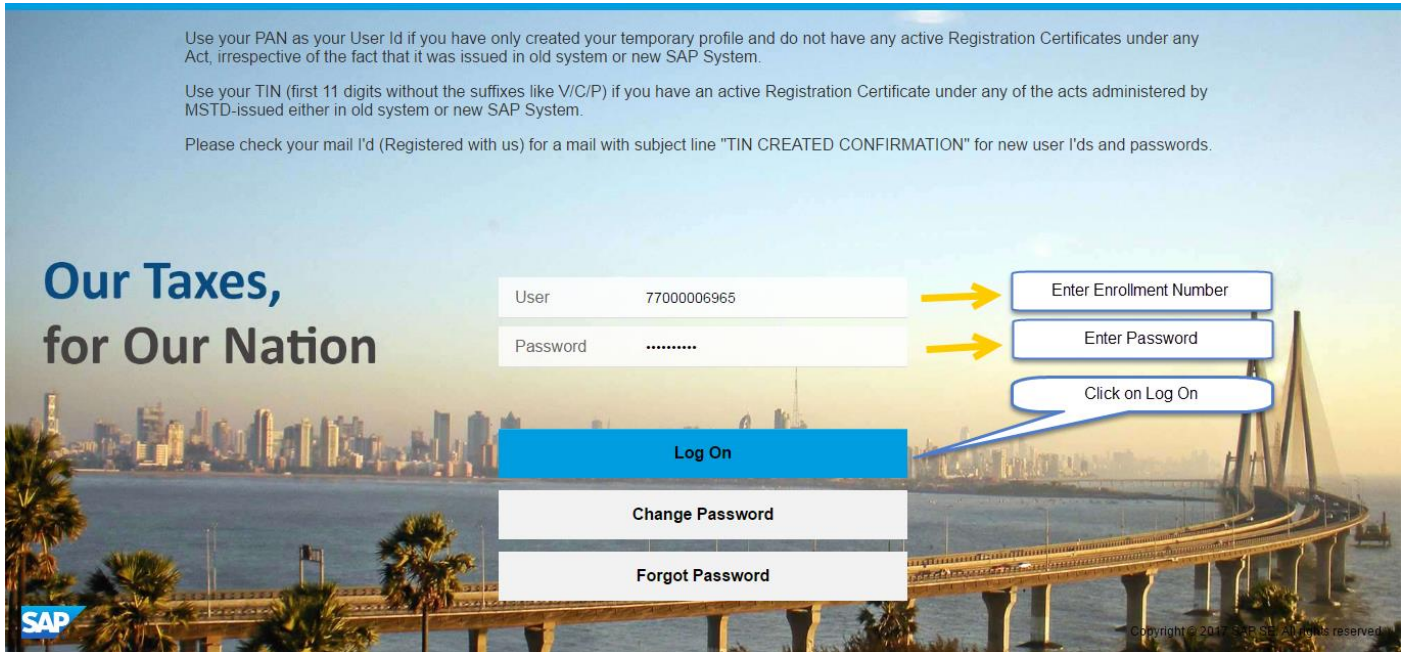 Use your PAN as your User Id if you have only created your temporary profile and do not have any active Registration Certificates under any
Act, irrespective of the fact that it was issued in old system or new SAP System.
Use your TIN (first 11 digits without the suffixes like V/C/P) if you have an active Registration Certificate under any of the acts administered by
MSTD-issued either in old system or new SAP System.
Please check your mail I'd (Registered with us) for a mail with subject line "TIN CREATED CONFIRMATION" for new user I'ds and passwords.
Our Taxes,
for Our Nation
User 77000006965
Enter Enrollment Number
Password ••••••••••
Enter Password
Click on Log On
Log On
Change Password
Forgot Password
SAP
Copyright © 2017 SAP SE. All rights reserved.